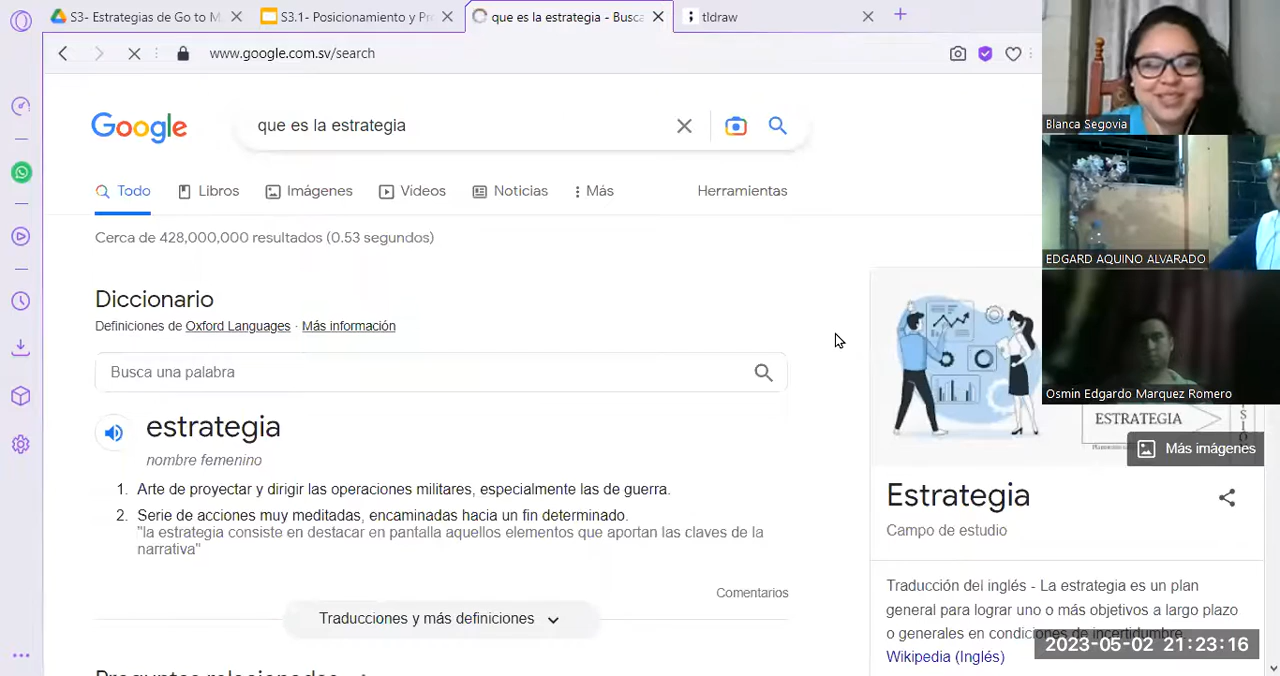 S3- Estrategias de Go to M
S3.1- Posicionamiento y Pr
que es la estrategia - Busca
tldraw
www.google.com.sv/search
Google
que es la estrategia
Todo
Libros
Imágenes
Videos
Noticias
Más
Herramientas
Cerca de 428,000,000 resultados (0.53 segundos)
Diccionario
Definiciones de Oxford Languages · Más información
Busca una palabra
estrategia
nombre femenino
1. Arte de proyectar y dirigir las operaciones militares, especialmente las de guerra.
2. Serie de acciones muy meditadas, encaminadas hacia un fin determinado.
"la estrategia consiste en destacar en pantalla aquellos elementos que aportan las claves de la
narrativa"
Comentarios
Traducciones y más definiciones
Preguntas relacionadas
Blanca Segovia
EDGARD AQUINO ALVARADO
Osmin Edgardo Marquez Romero
ESTRATEGIA
Más imágenes
Estrategia
Campo de estudio
Traducción del inglés - La estrategia es un plan
general para lograr uno o más objetivos a largo plazo
o generales en condiciones de incertidumbre.
Wikipedia (Inglés)
2023-05-02 21:23:16